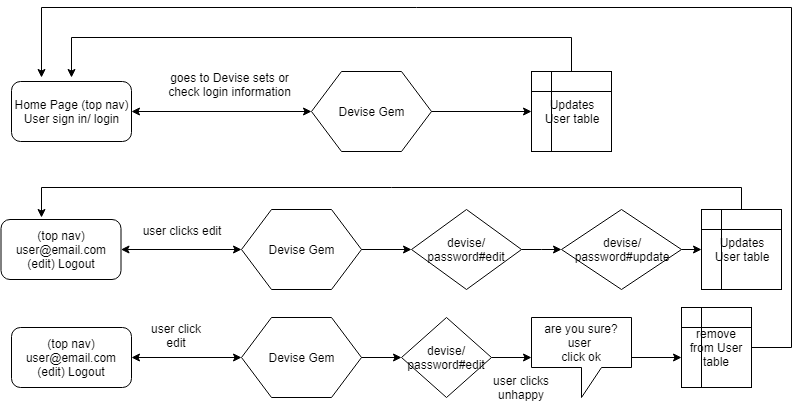 goes to Devise sets or
check login information
Home Page (top nav)
User sign in/ login
Devise Gem
Updates
User table
(top nav)
user@email.com
(edit) Logout
user clicks edit
Devise Gem
devise/
password#edit
devise/
password#update
Updates
User table
(top nav)
user@email.com
(edit) Logout
user click
edit
Devise Gem
devise/
password#edit
user clicks
unhappy
are you sure?
user
click ok
remove
from User
table